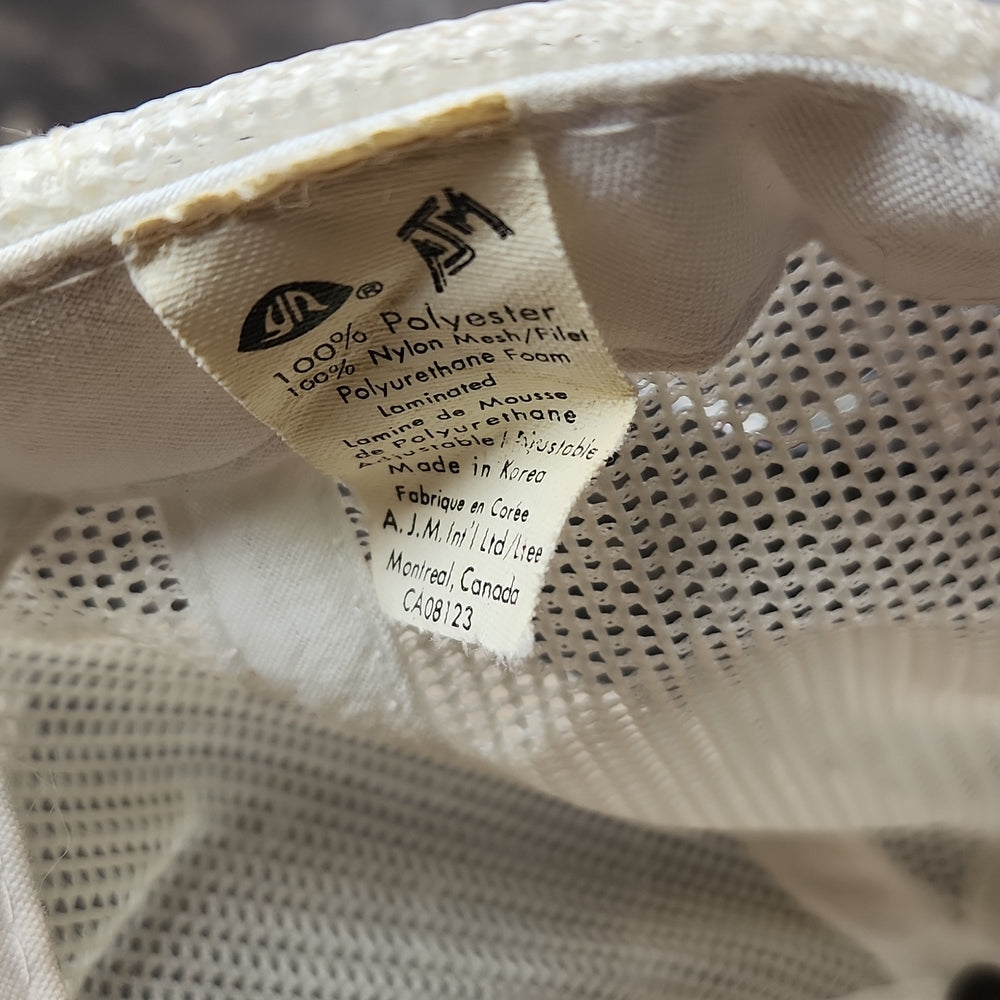 AJM
YA®
100% Polyester
100% Nylon Mesh/Filet
Polyurethane Foam
Laminated
Lamine de Mousse
de Polyurethane
Adjustable / Ajustable
Made in Korea
Fabrique en Corée
A.J.M. Int'l Ltd/Ltee
Montreal, Canada
CA08123